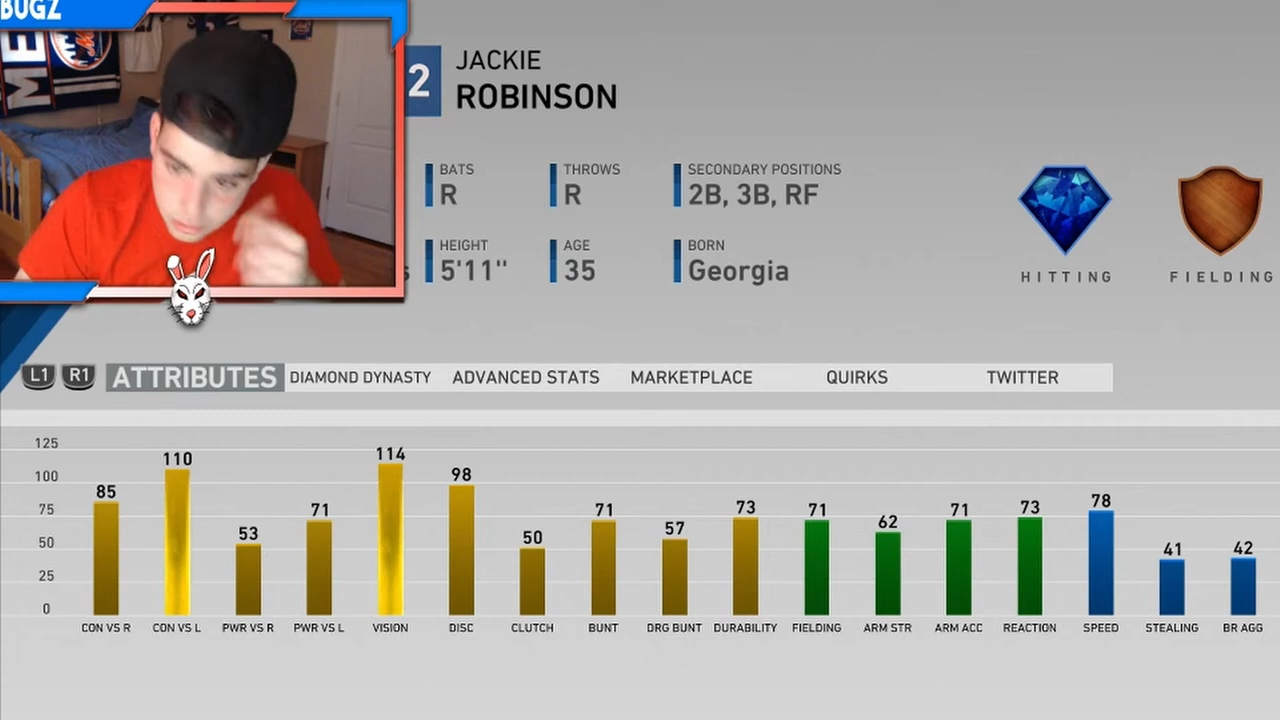 BUGZ
ME
2
JACKIE
ROBINSON
BATS
R
THROWS
R
SECONDARY POSITIONS
2B, 3B, RF
s
HEIGHT
5'11"
AGE
35
BORN
Georgia
HITTING
FIELDING
L1
R1
ATTRIBUTES
DIAMOND DYNASTY
ADVANCED STATS
MARKETPLACE
QUIRKS
TWITTER
125
100
75
50
25
0
85
110
53
71
114
98
50
71
57
73
71
62
71
73
78
41
42
CON VS R
CON VS L
PWR VS R
PWR VS L
VISION
DISC
CLUTCH
BUNT
DRG BUNT
DURABILITY
FIELDING
ARM STR
ARM ACC
REACTION
SPEED
STEALING
BR AGG